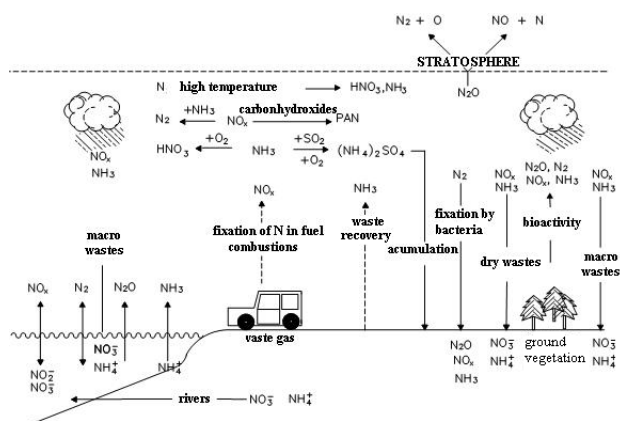 N₂ + O NO + N
STRATOSPHERE
N₂O
N high temperature HNO₃,NH₃
carbonhydroxides
N₂ +NH₃ NOₓ PAN
HNO₃ +O₂ NH₃ +SO₂ (NH₄)₂SO₄
+O₂
NOₓ
NH₃
N₂O, N₂
NOₓ, NH₃
N₂ NOₓ NOₓ
NH₃ NH₃
NOₓ NH₃
fixation of N in fuel
combustions
waste
recovery
acumulation
fixation by
bacteria
bioactivity
dry wastes
macro
wastes
macro
wastes
NOₓ N₂ N₂O NH₃
vaste gas
NO₃⁻
NH₄⁺ NH₄⁺
NO₂⁻
NO₃⁻
N₂O
NOₓ
NH₃
NO₃⁻
NH₄⁺
ground
vegetation
NO₃⁻
NH₄⁺
rivers NO₃⁻ NH₄⁺